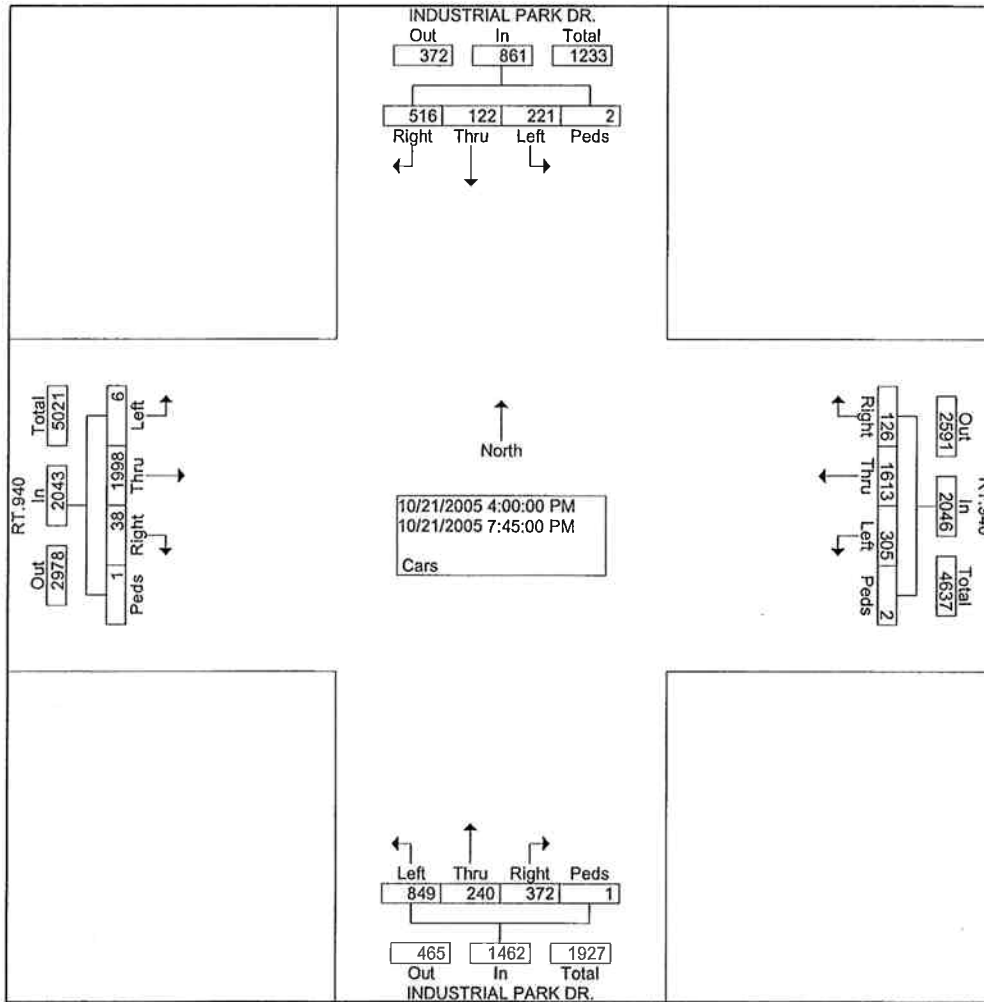 INDUSTRIAL PARK DR.
Out In Total
372 861 1233
516 122 221 2
Right Thru Left Peds
RT.940
Total In Out
5021 2043 2978
6 1998 38 1
Left Thru Right Peds
North
10/21/2005 4:00:00 PM
10/21/2005 7:45:00 PM
Cars
Right Thru Left Peds
126 1613 305 2
Out In Total
2591 2046 4637
RT.940
Left Thru Right Peds
849 240 372 1
465 1462 1927
Out In Total
INDUSTRIAL PARK DR.